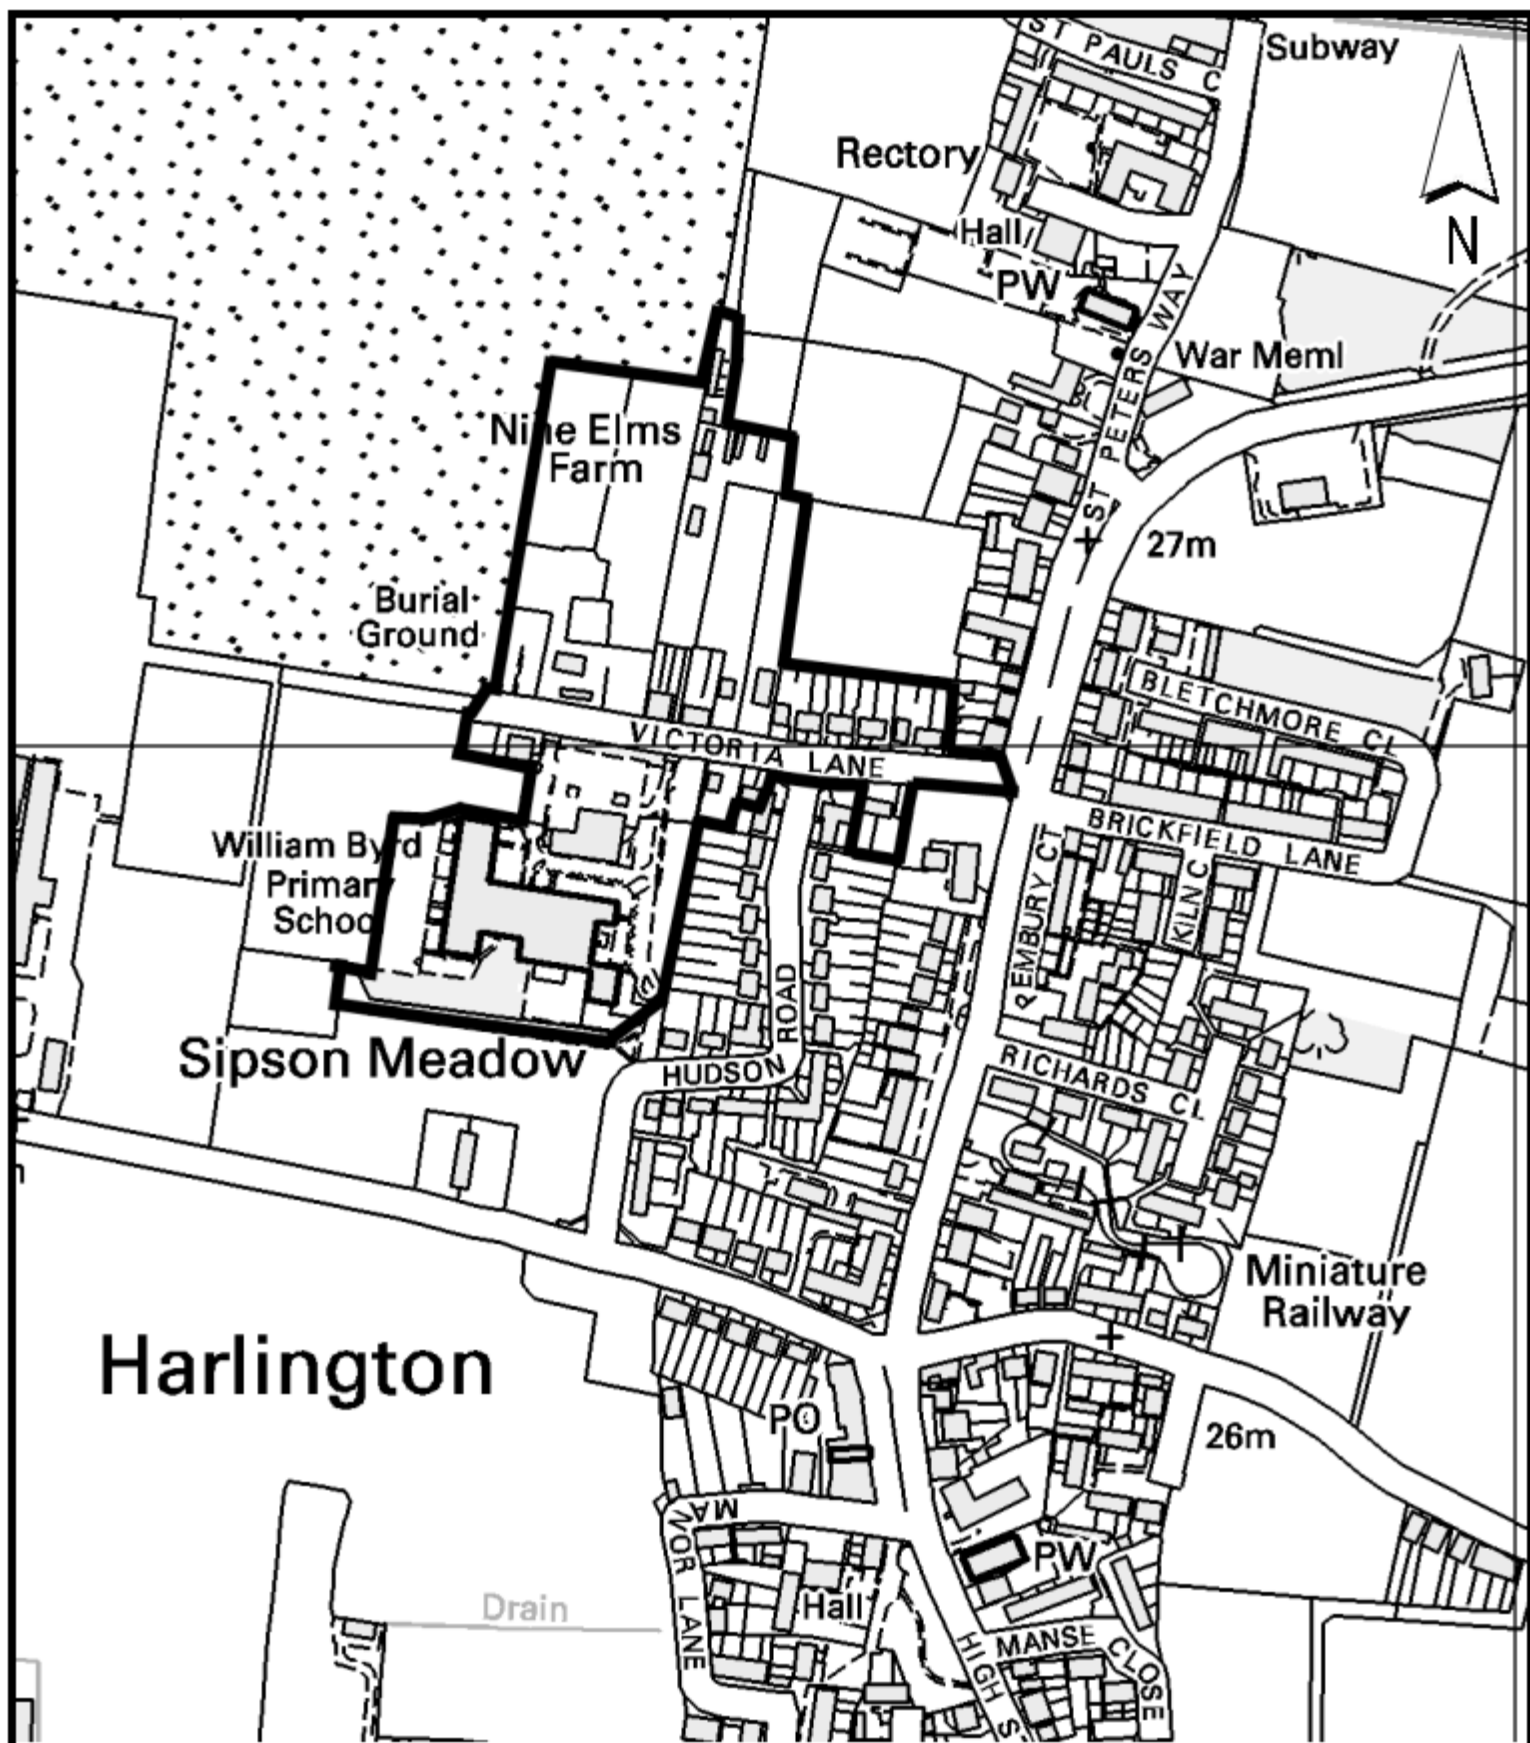 ST PAULS C
Subway
Rectory
N
Hall
PW
ST PETERS WAY
War Meml
Nine Elms
Farm
27m
Burial
Ground
BLETCHMORE CL
VICTORIA LANE
BRICKFIELD LANE
William Byrd
Primary
School
PEMBURY CT
KILN C
ROAD
Sipson Meadow
HUDSON
RICHARDS CL
Miniature
Railway
Harlington
PO
26m
MANOR LANE
PW
Drain
Hall
HIGH S
MANSE CLOSE